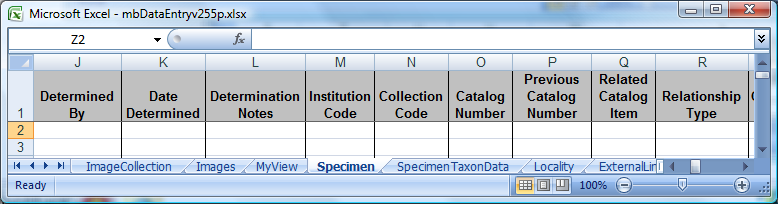 Microsoft Excel - mbDataEntryv255p.xlsx
Z2
fx
J K L M N O P Q R
1 Determined By Date Determined Determination Notes Institution Code Collection Code Catalog Number Previous Catalog Number Related Catalog Item Relationship Type
2
3
ImageCollection Images MyView Specimen SpecimenTaxonData Locality ExternalLin
Ready 100%